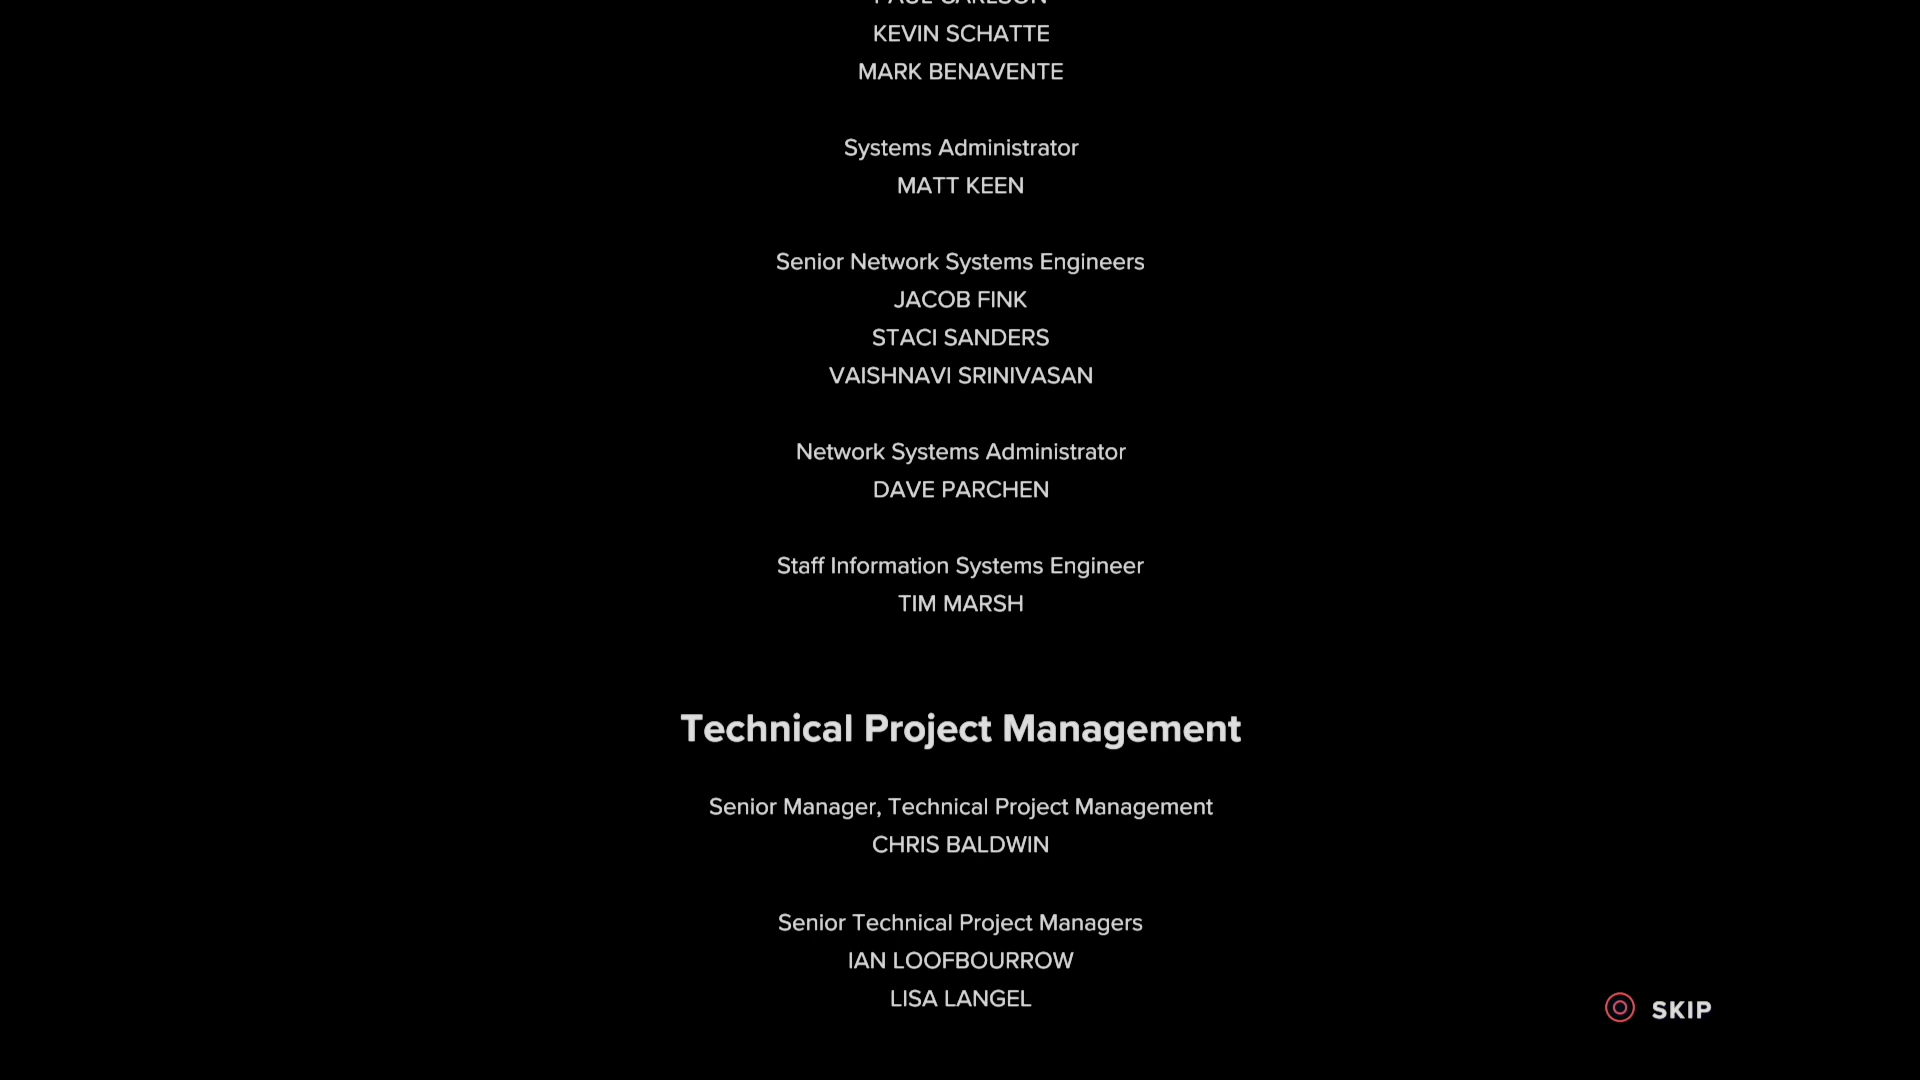 PAUL CARLSON
KEVIN SCHATTE
MARK BENAVENTE
Systems Administrator
MATT KEEN
Senior Network Systems Engineers
JACOB FINK
STACI SANDERS
VAISHNAVI SRINIVASAN
Network Systems Administrator
DAVE PARCHEN
Staff Information Systems Engineer
TIM MARSH
Technical Project Management
Senior Manager, Technical Project Management
CHRIS BALDWIN
Senior Technical Project Managers
IAN LOOFBOURROW
LISA LANGEL
SKIP